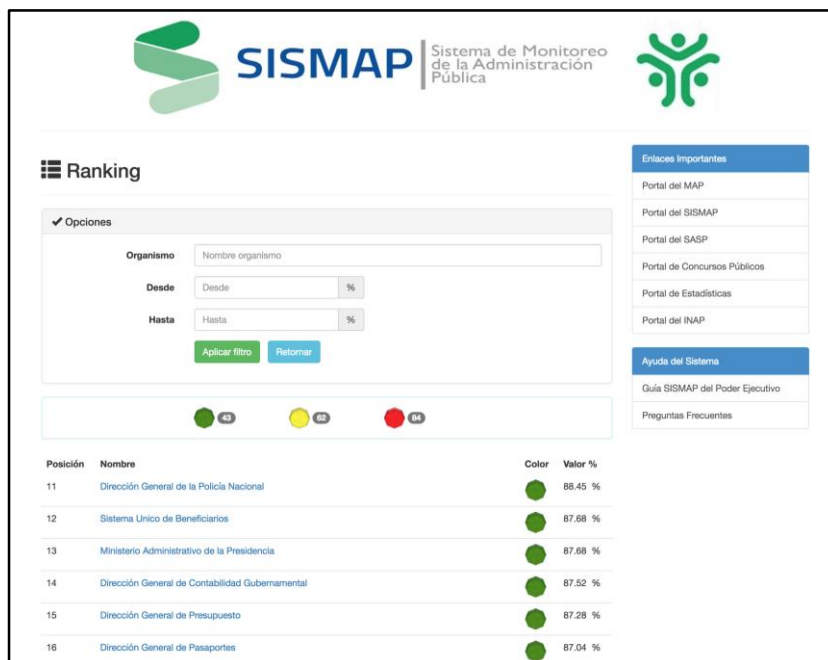 SISMAP
Sistema de Monitoreo
de la Administración
Pública
Ranking
Opciones
Organismo Nombre organismo
Desde Desde %
Hasta Hasta %
Aplicar filtro Retornar
43 62 84
Posición Nombre Color Valor %
11 Dirección General de la Policía Nacional 88.45 %
12 Sistema Unico de Beneficiarios 87.68 %
13 Ministerio Administrativo de la Presidencia 87.68 %
14 Dirección General de Contabilidad Gubernamental 87.52 %
15 Dirección General de Presupuesto 87.28 %
16 Dirección General de Pasaportes 87.04 %
Enlaces Importantes
Portal del MAP
Portal del SISMAP
Portal del SASP
Portal de Concursos Públicos
Portal de Estadísticas
Portal del INAP
Ayuda del Sistema
Guía SISMAP del Poder Ejecutivo
Preguntas Frecuentes